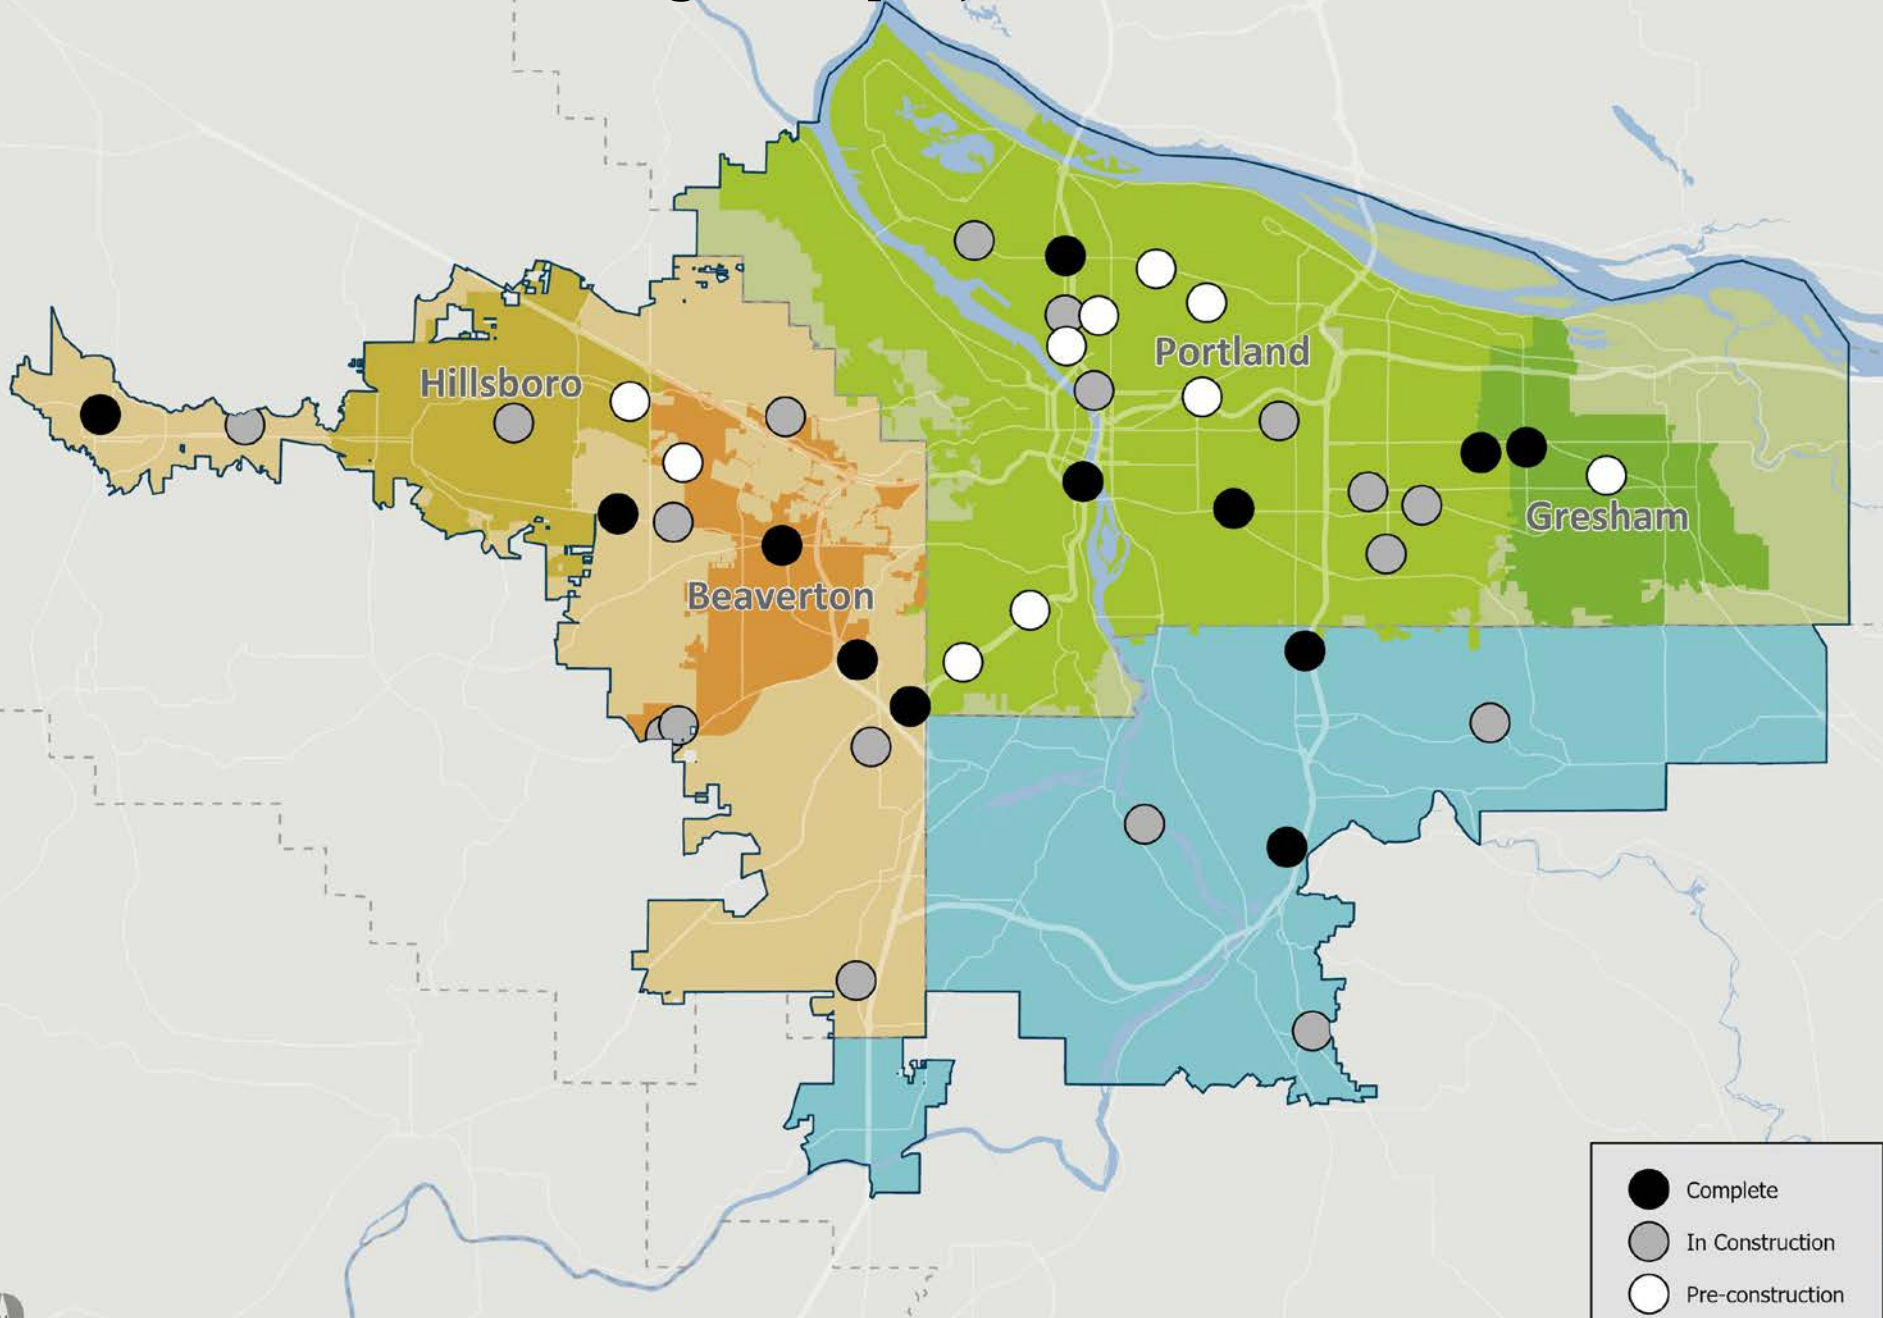 Portland
Hillsboro
Gresham
Beaverton
Complete
In Construction
Pre-construction